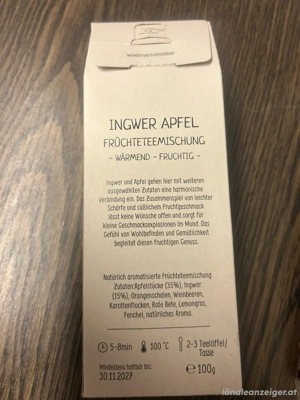 wiederverschließbar
INGWER APFEL
FRÜCHTETEEMISCHUNG
- WÄRMEND - FRUCHTIG -
Ingwer und Apfel gehen hier mit weiteren
ausgewählten Zutaten eine harmonische
Verbindung ein. Das Zusammenspiel von leichter
Schärfe und süßlichem Fruchtgeschmack
lässt keine Wünsche offen und sorgt für
kleine Geschmacksexplosionen im Mund. Das
Gefühl von Wohlbefinden und Gemütlichkeit
begleitet diesen fruchtigen Genuss.
Natürlich aromatisierte Früchteteemischung
Zutaten:Apfelstücke (35%), Ingwer
(15%), Orangenschalen, Weinbeeren,
Karottenflocken, Rote Bete, Lemongras,
Fenchel, natürliches Aroma.
5-8min 100 °C 2-3 Teelöffel/
Tasse
Mindestens haltbar bis:
30.11.2027 100g
ländleanzeiger.at